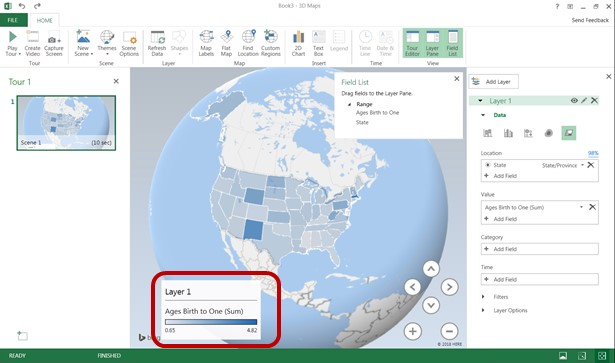 Book3 - 3D Maps
FILE
HOME
Send Feedback
Play Tour
Create Video
Capture Screen
Tour
New Scene
Themes
Scene Options
Scene
Refresh Data
Shapes
Layer
Map Labels
Flat Map
Find Location
Custom Regions
Map
2D Chart
Text Box
Legend
Insert
Time Line
Date & Time
Time
Tour Editor
Layer Pane
Field List
View
Tour 1
1
Scene 1
(10 sec)
Field List
Drag fields to the Layer Pane.
Range
Ages Birth to One
State
Layer 1
Ages Birth to One (Sum)
0.65
4.82
bing
Add Layer
Layer 1
Data
Location
98%
State
State/Province
Add Field
Value
Ages Birth to One (Sum)
Add Field
Category
Add Field
Time
Add Field
Filters
Layer Options
READY
FINISHED